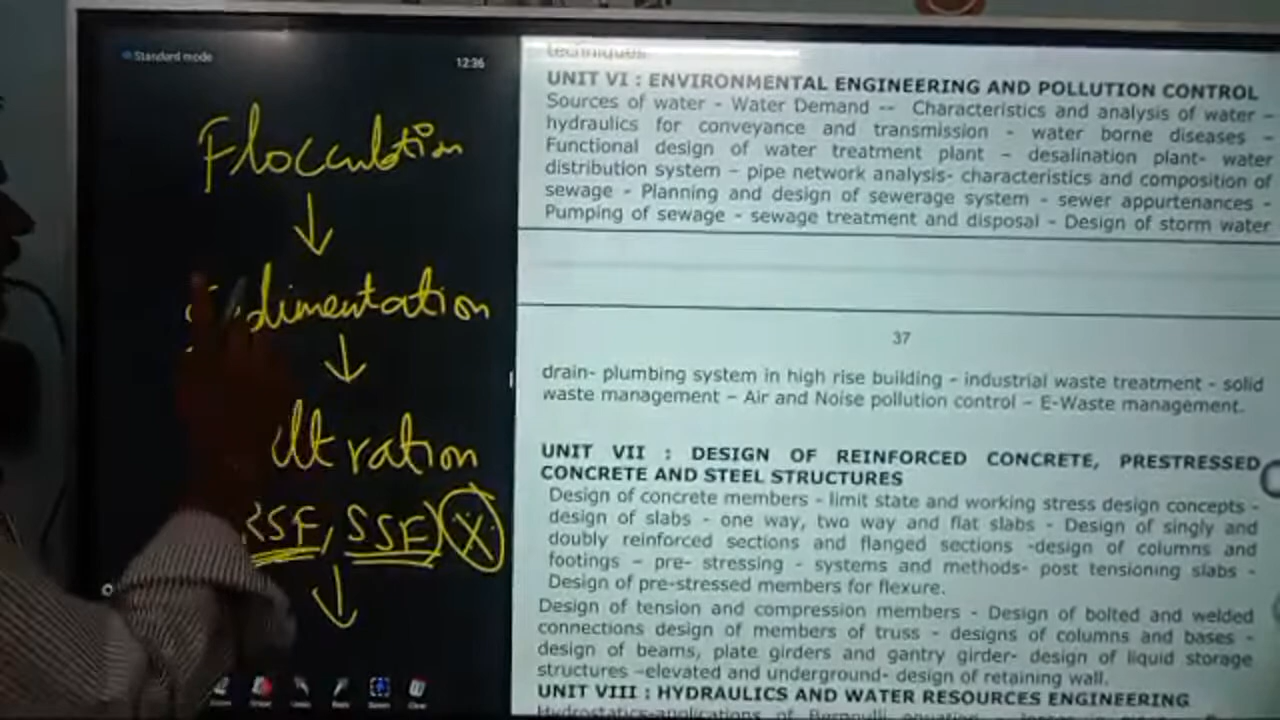 Standard mode
12:36
Flocculation
dimentation
ltration
RSF, SSF) X
techniques.
UNIT VI : ENVIRONMENTAL ENGINEERING AND POLLUTION CONTROL
Sources of water - Water Demand -- Characteristics and analysis of water -
hydraulics for conveyance and transmission - water borne diseases -
Functional design of water treatment plant - desalination plant- water
distribution system - pipe network analysis- characteristics and composition of
sewage - Planning and design of sewerage system - sewer appurtenances -
Pumping of sewage - sewage treatment and disposal - Design of storm water
37
drain- plumbing system in high rise building - industrial waste treatment - solid
waste management - Air and Noise pollution control - E-Waste management.
UNIT VII : DESIGN OF REINFORCED CONCRETE, PRESTRESSED
CONCRETE AND STEEL STRUCTURES
Design of concrete members - limit state and working stress design concepts -
design of slabs - one way, two way and flat slabs - Design of singly and
doubly reinforced sections and flanged sections -design of columns and
footings - pre- stressing - systems and methods- post tensioning slabs -
Design of pre-stressed members for flexure.
Design of tension and compression members - Design of bolted and welded
connections design of members of truss - designs of columns and bases -
design of beams, plate girders and gantry girder- design of liquid storage
structures -elevated and underground- design of retaining wall.
UNIT VIII : HYDRAULICS AND WATER RESOURCES ENGINEERING
Hydrostatics-applications of Bernoulli equation